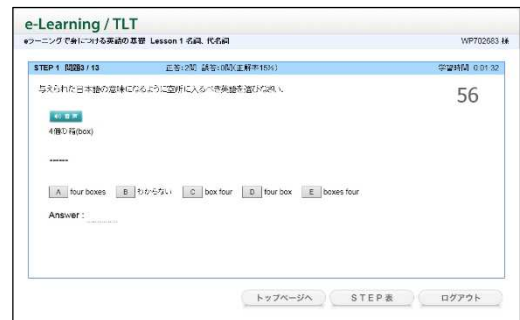 e-Learning / TLT
eラーニングで身につける英語の基礎 Lesson 1 名詞、代名詞
WP702683 様
STEP 1 問題3 / 13
正答:2問 誤答:0問(正解率15%)
学習時間 0:01:32
与えられた日本語の意味になるように空所に入るべき英語を選びなさい。
56
音声
4個の箱(box)
------
A four boxes B わからない C box four D four box E boxes four
Answer :
トップページへ STEP表 ログアウト